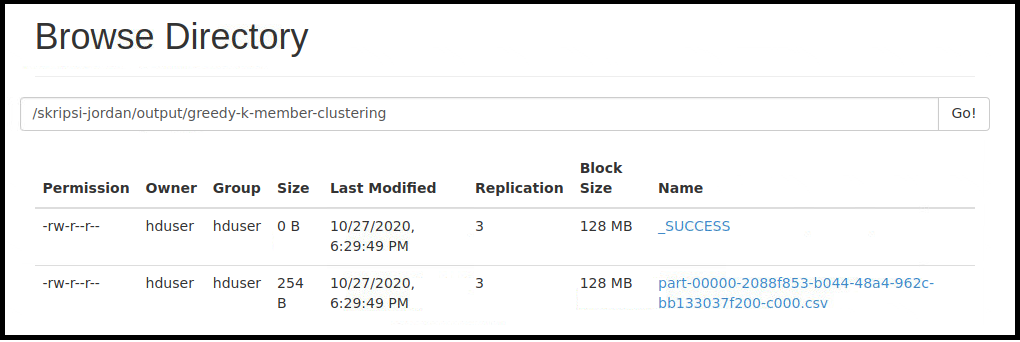 Browse Directory
/skripsi-jordan/output/greedy-k-member-clustering Go!
Permission Owner Group Size Last Modified Replication Block Size Name
-rw-r--r-- hduser hduser 0 B 10/27/2020, 6:29:49 PM 3 128 MB _SUCCESS
-rw-r--r-- hduser hduser 254 B 10/27/2020, 6:29:49 PM 3 128 MB part-00000-2088f853-b044-48a4-962c-bb133037f200-c000.csv